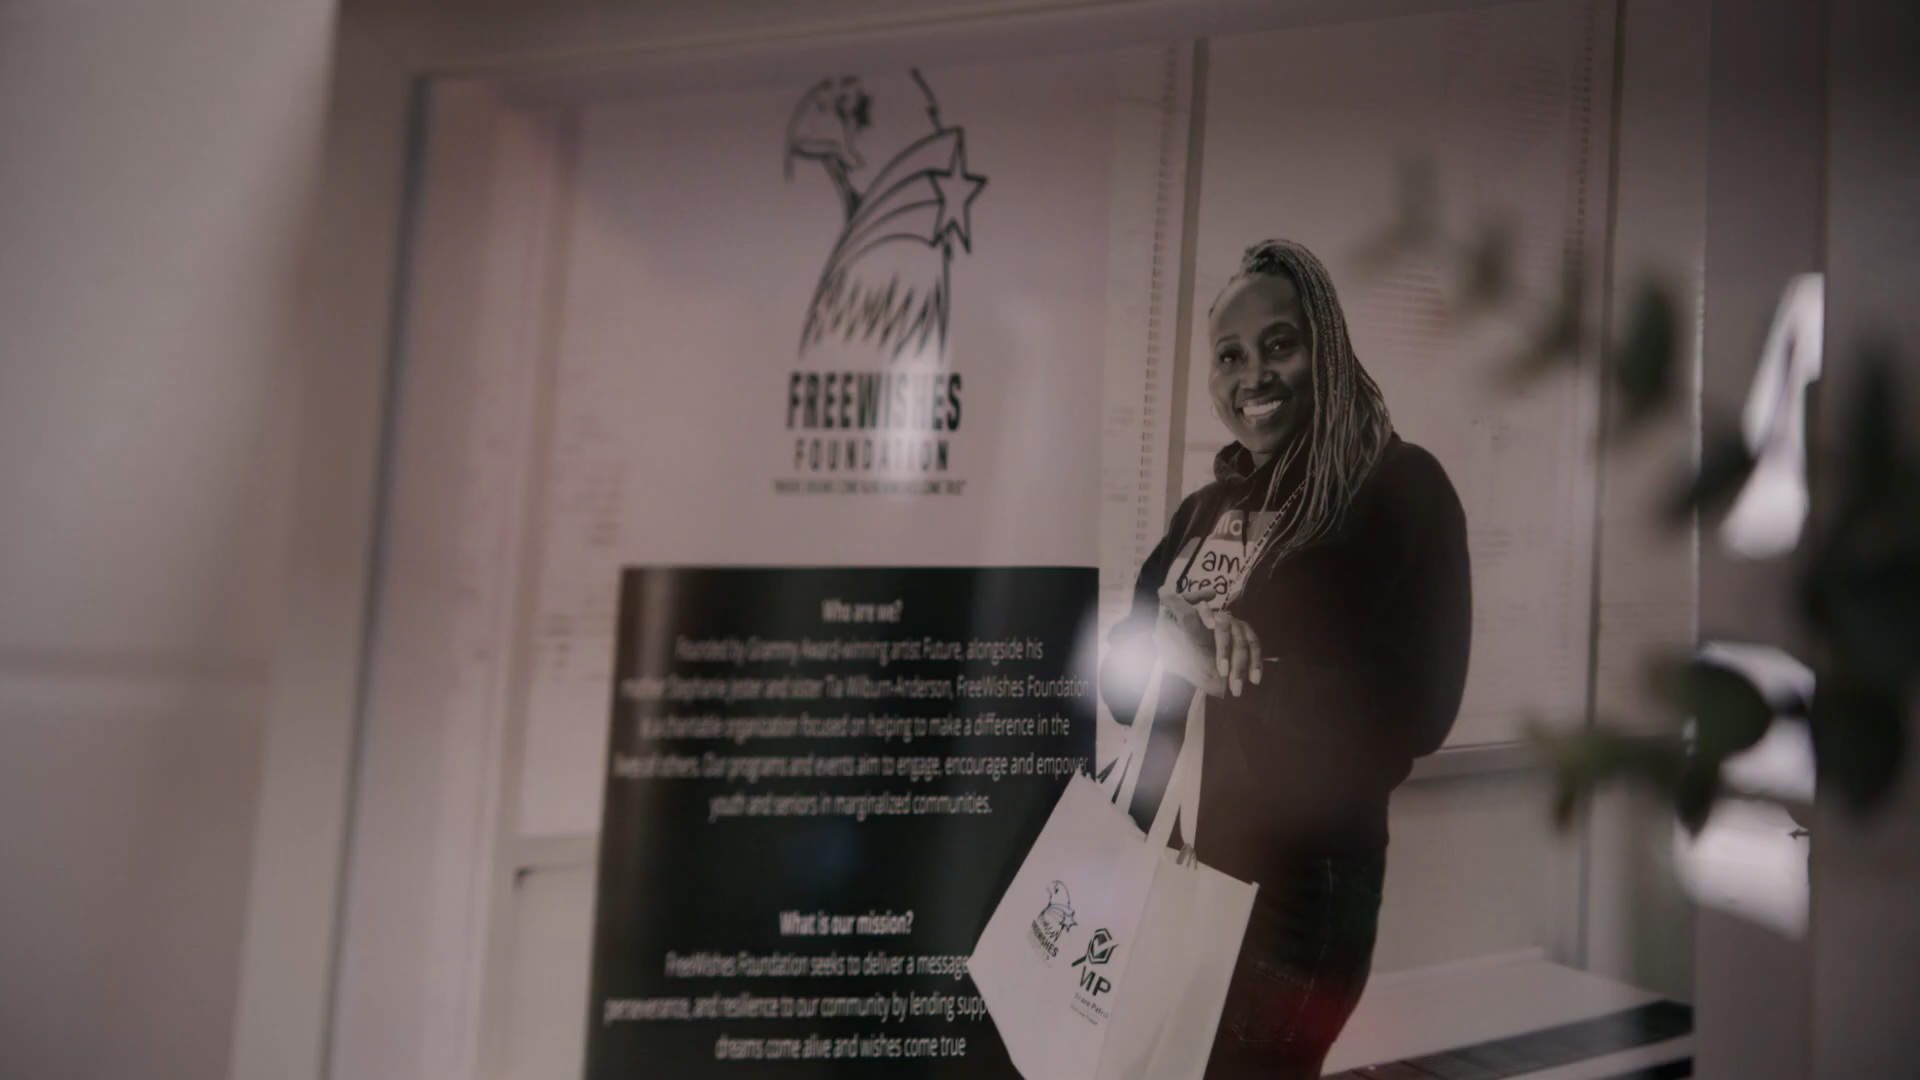 FREEWISHES
FOUNDATION
Who are we?
Founded by Grammy Award-winning artist Future, alongside his
mother Stephanie Jester and sister Tia Wilburn-Anderson, FreeWishes Foundation
is a charitable organization focused on helping to make a difference in the
lives of others. Our programs and events aim to engage, encourage and empower
youth and seniors in marginalized communities.
What is our mission?
FreeWishes Foundation seeks to deliver a message
perseverance, and resilience to our community by lending supp
dreams come alive and wishes come true
am
FREEWISHES
MP